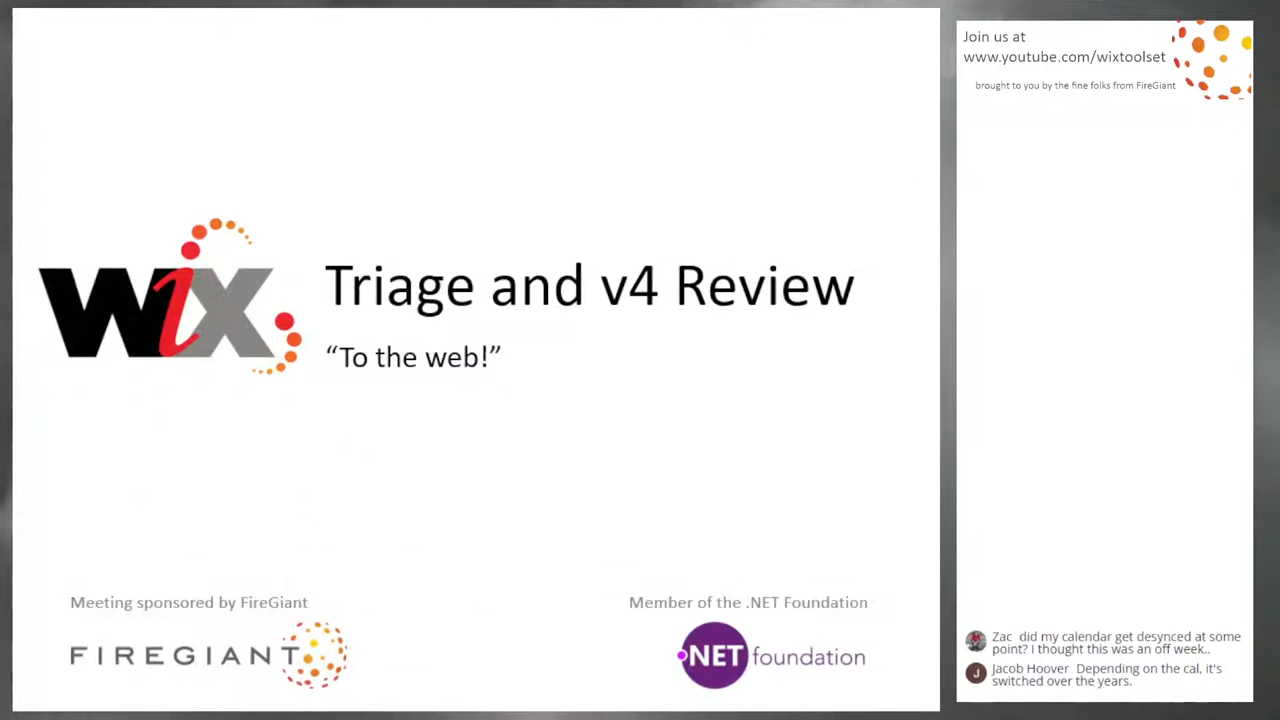 WiX
Triage and v4 Review
“To the web!”
Meeting sponsored by FireGiant
FIREGIANT
Member of the .NET Foundation
.NET foundation
Join us at
www.youtube.com/wixtoolset
brought to you by the fine folks from FireGiant
Zac did my calendar get desynced at some
point? I thought this was an off week..
J
Jacob Hoover Depending on the cal, it's
switched over the years.